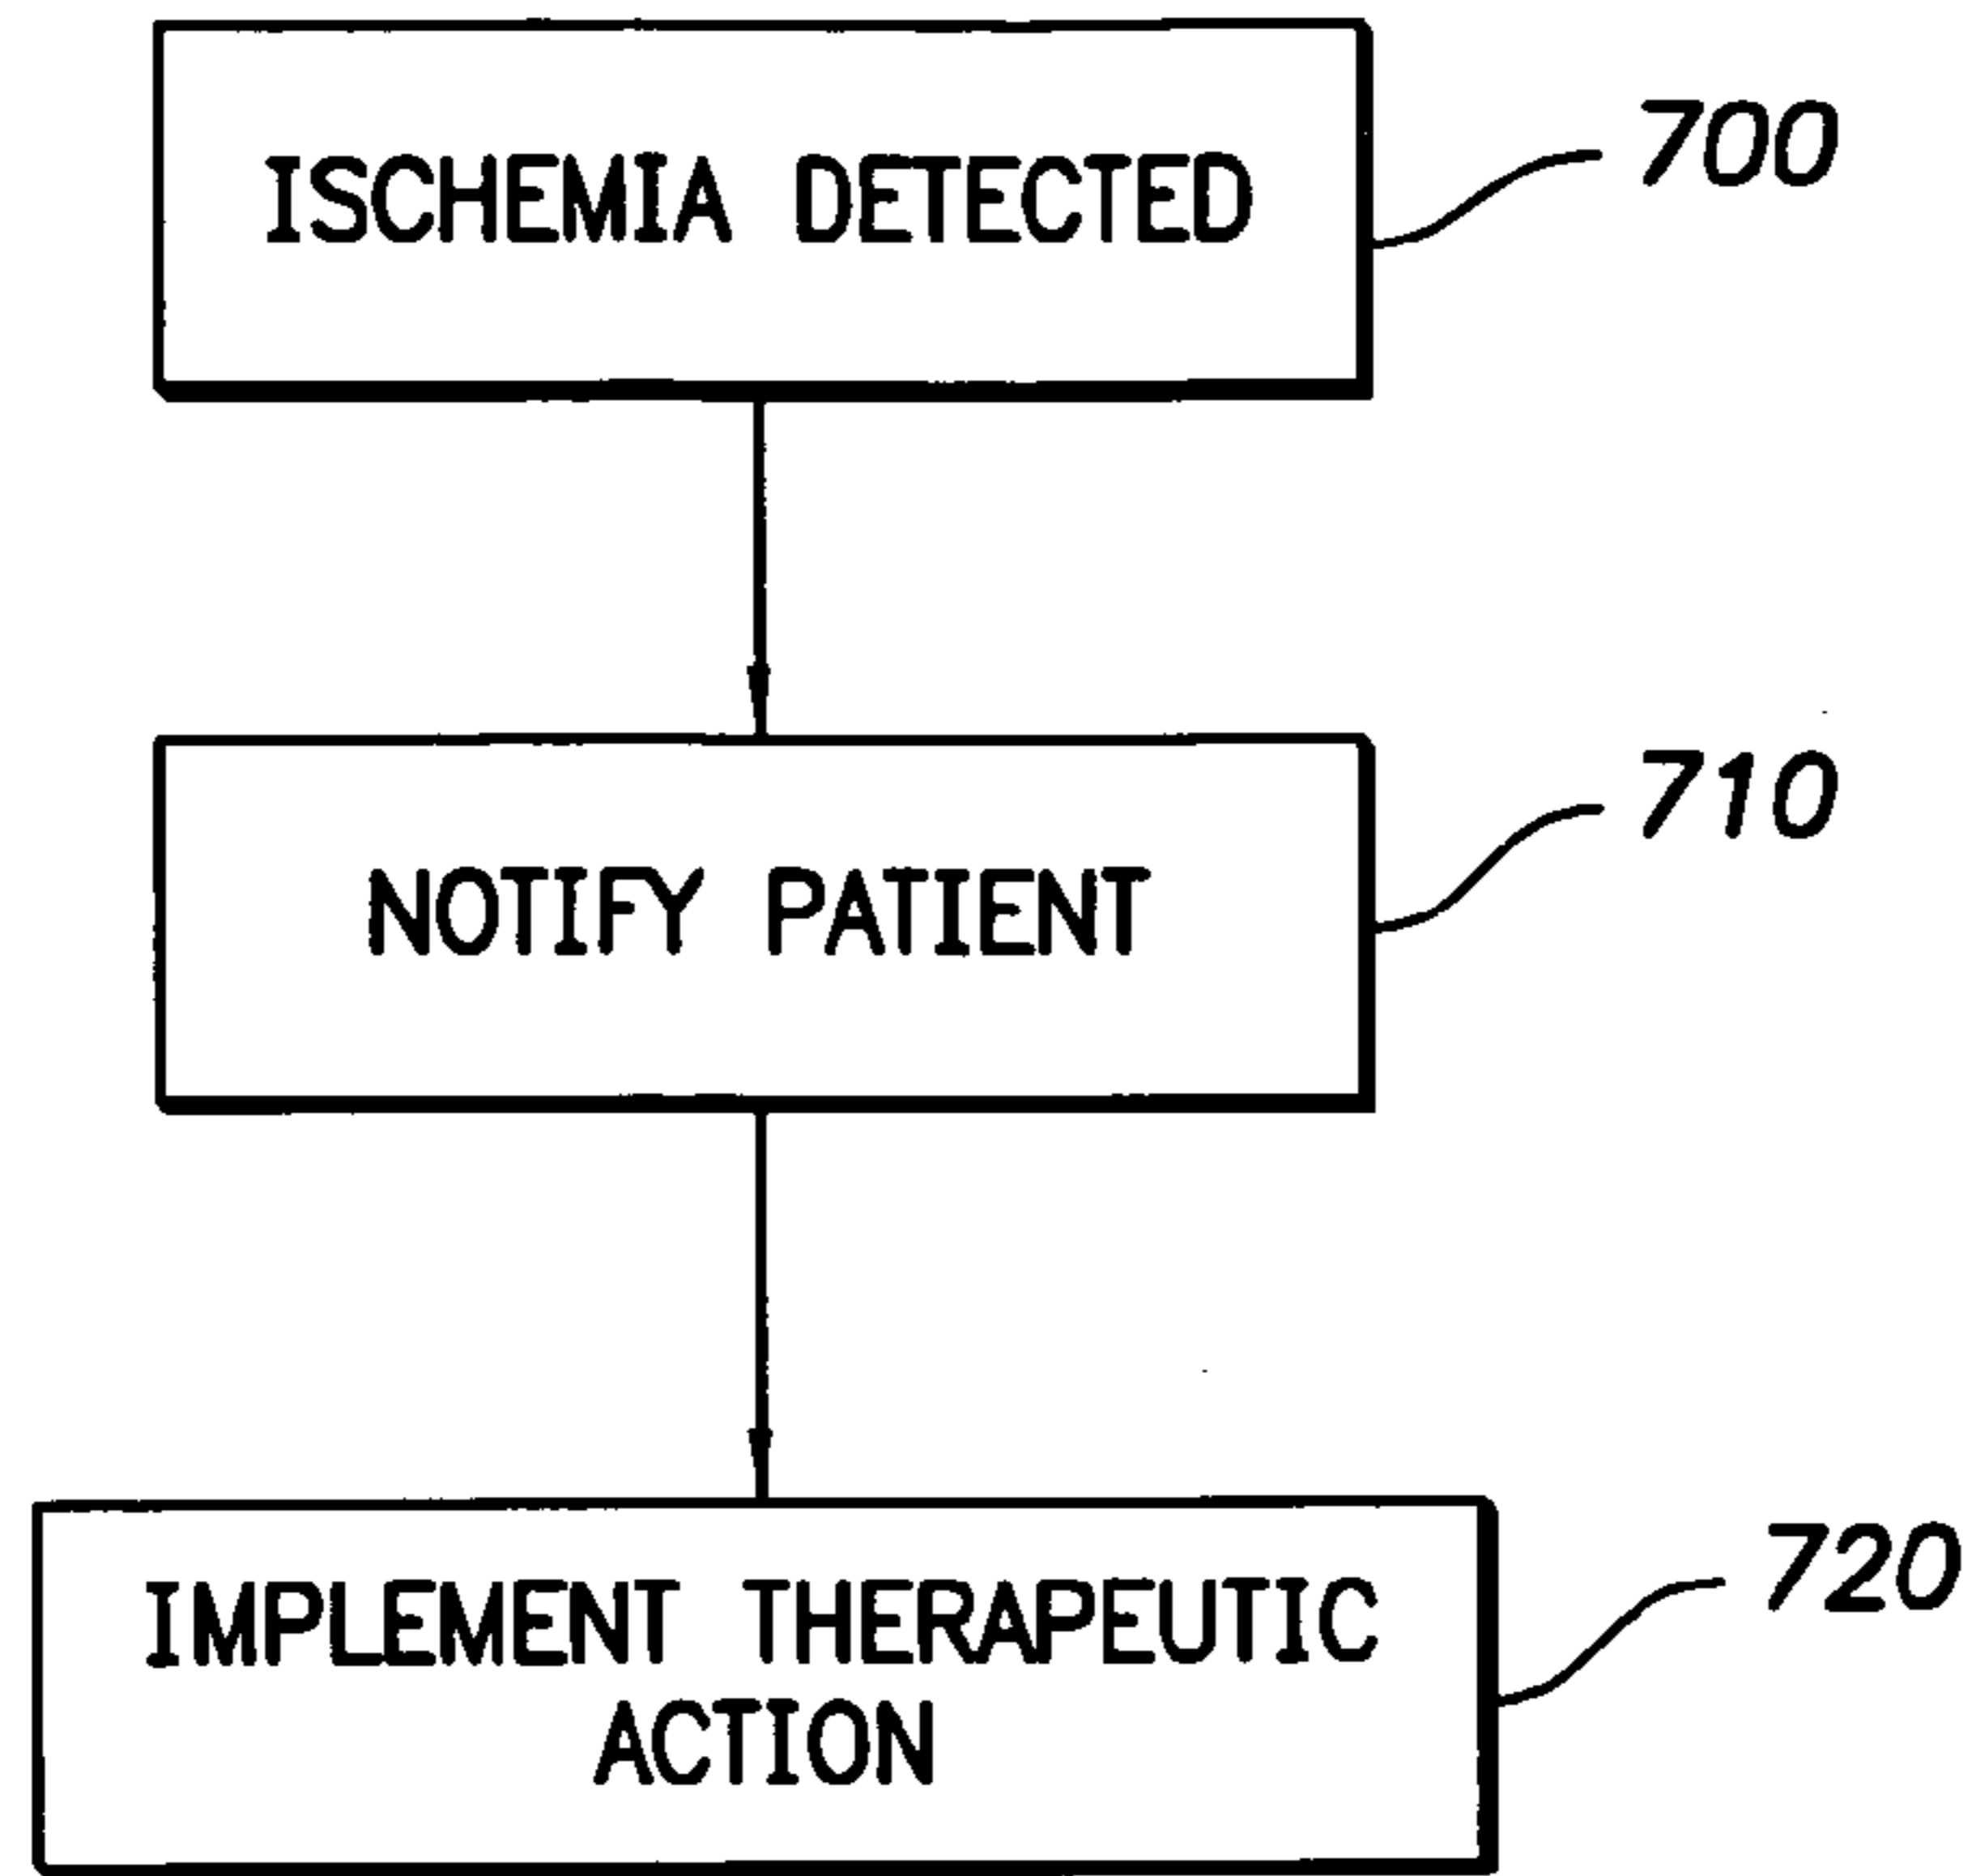 ISCHEMIA DETECTED
700
NOTIFY PATIENT
710
IMPLEMENT THERAPEUTIC
ACTION
720